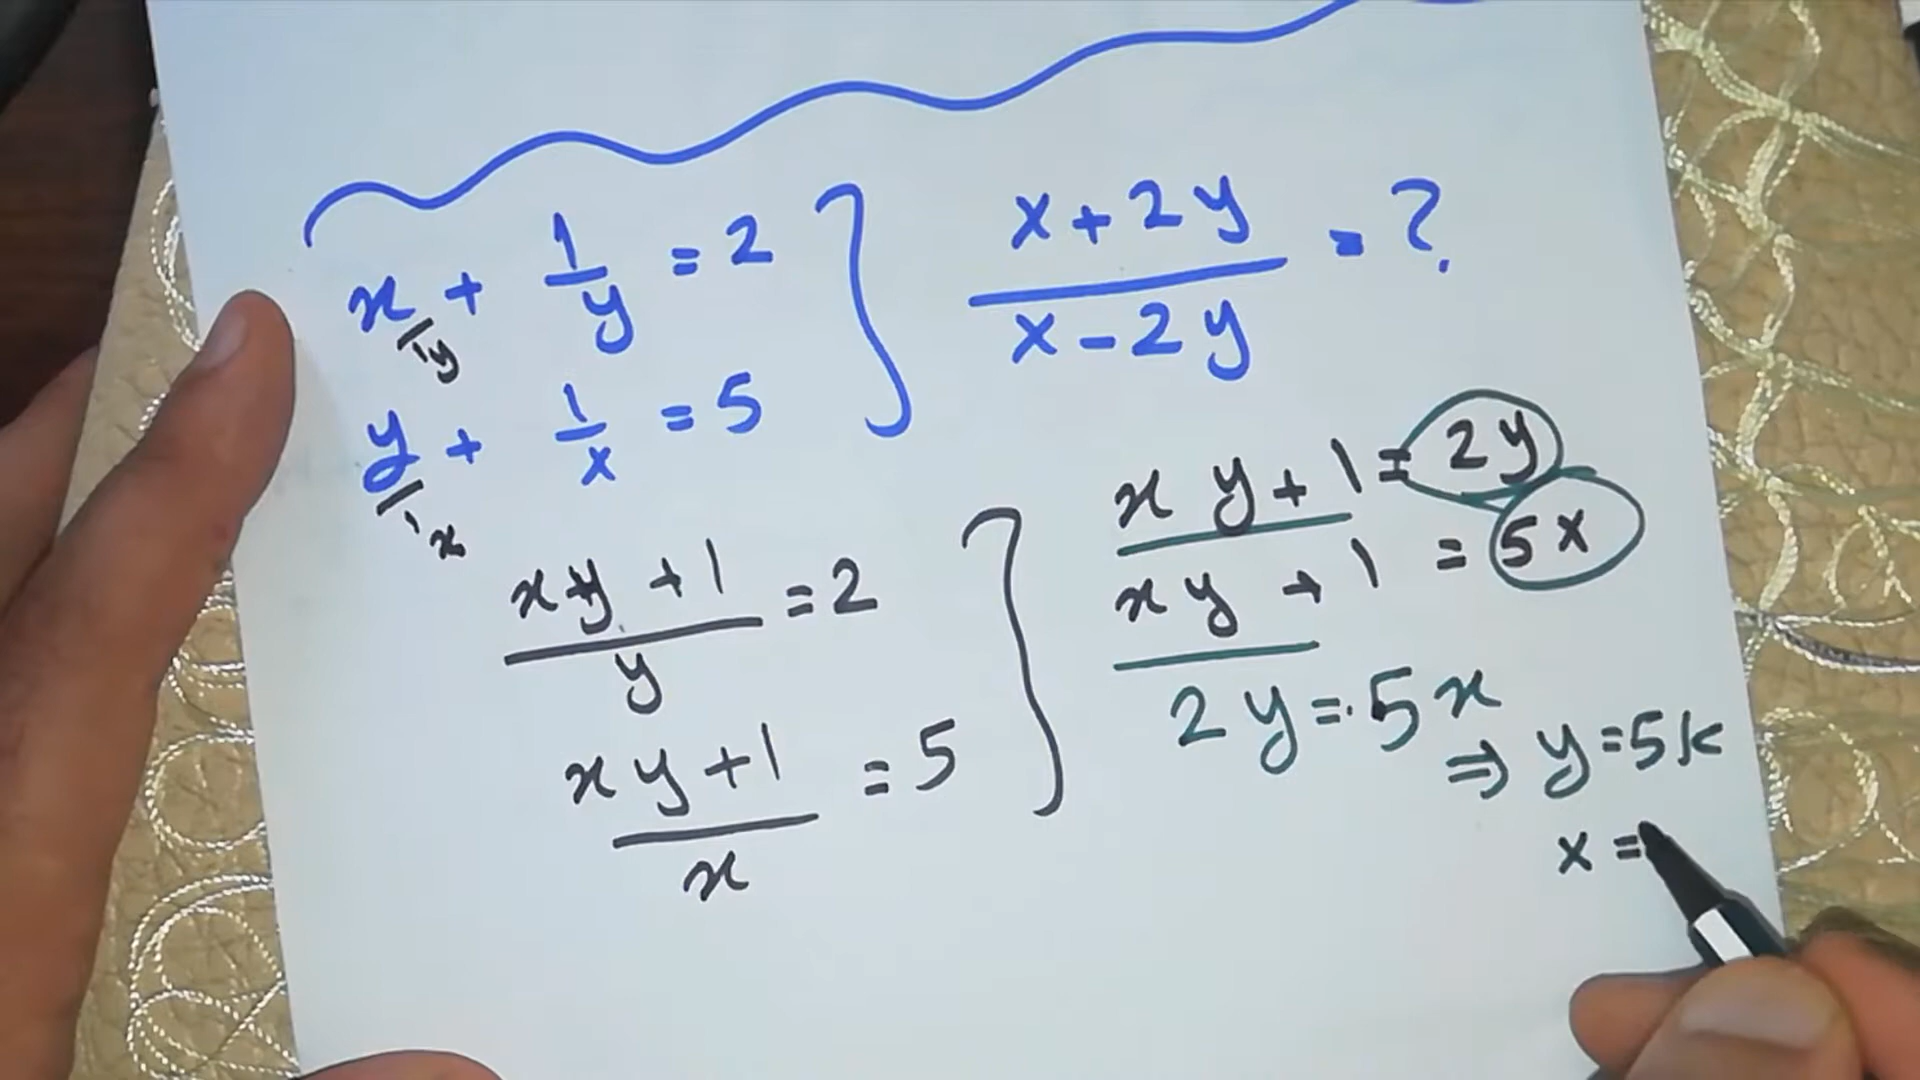 x + 1/y = 2
-y
y + 1/x = 5
-x
x+2y / x-2y = ?
xy+1 / y = 2
xy+1 / x = 5
xy+1 = 2y
xy+1 = 5x
2y = 5x
⇒ y = 5k
x =